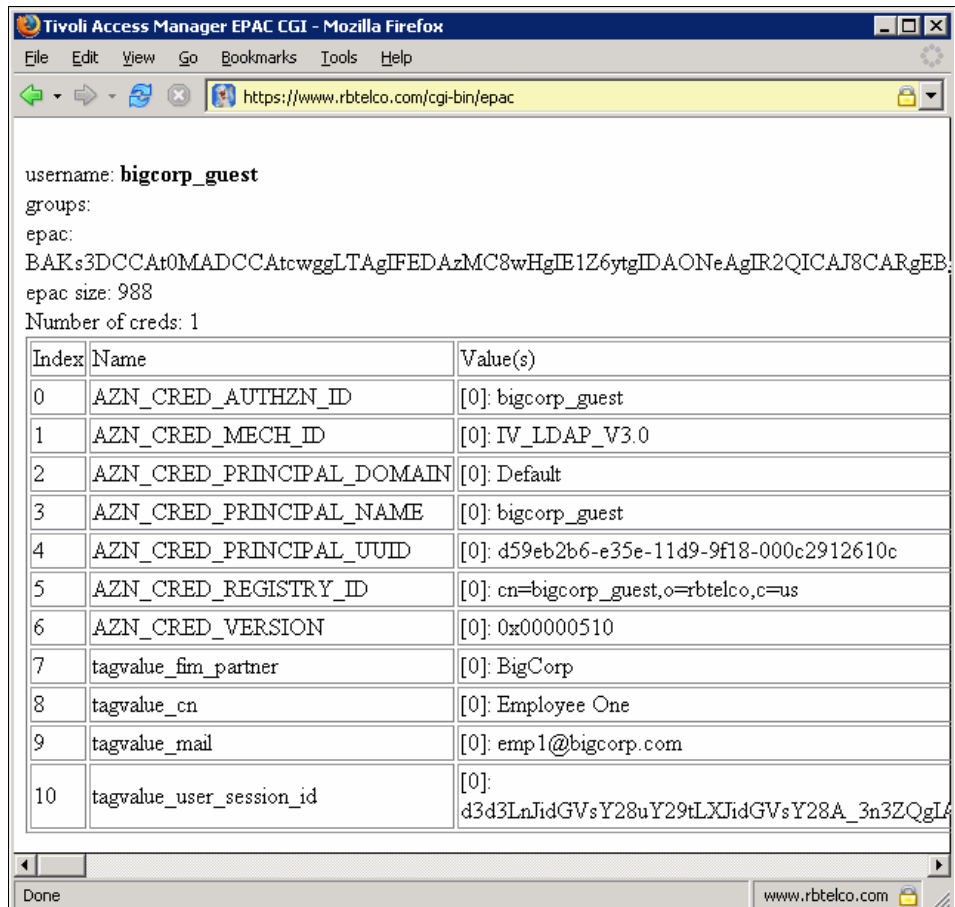 Tivoli Access Manager EPAC CGI - Mozilla Firefox
File Edit View Go Bookmarks Tools Help
https://www.rbtelco.com/cgi-bin/epac
username: bigcorp_guest
groups:
epac:
BAKs3DCCAt0MADCCAtcwggLTAgIFEDAzMC8wHgIE1Z6ytgIDAONeAgIR2QICAJ8CARgEB
epac size: 988
Number of creds: 1
Index Name Value(s)
0 AZN_CRED_AUTHZN_ID [0]: bigcorp_guest
1 AZN_CRED_MECH_ID [0]: IV_LDAP_V3.0
2 AZN_CRED_PRINCIPAL_DOMAIN [0]: Default
3 AZN_CRED_PRINCIPAL_NAME [0]: bigcorp_guest
4 AZN_CRED_PRINCIPAL_UUID [0]: d59eb2b6-e35e-11d9-9f18-000c2912610c
5 AZN_CRED_REGISTRY_ID [0]: cn=bigcorp_guest,o=rbtelco,c=us
6 AZN_CRED_VERSION [0]: 0x00000510
7 tagvalue_fim_partner [0]: BigCorp
8 tagvalue_cn [0]: Employee One
9 tagvalue_mail [0]: emp1@bigcorp.com
[0]:
10 tagvalue_user_session_id d3d3LnJidGVsY28uY29tLXJidGVsY28A_3n3ZQgIA
Done www.rbtelco.com